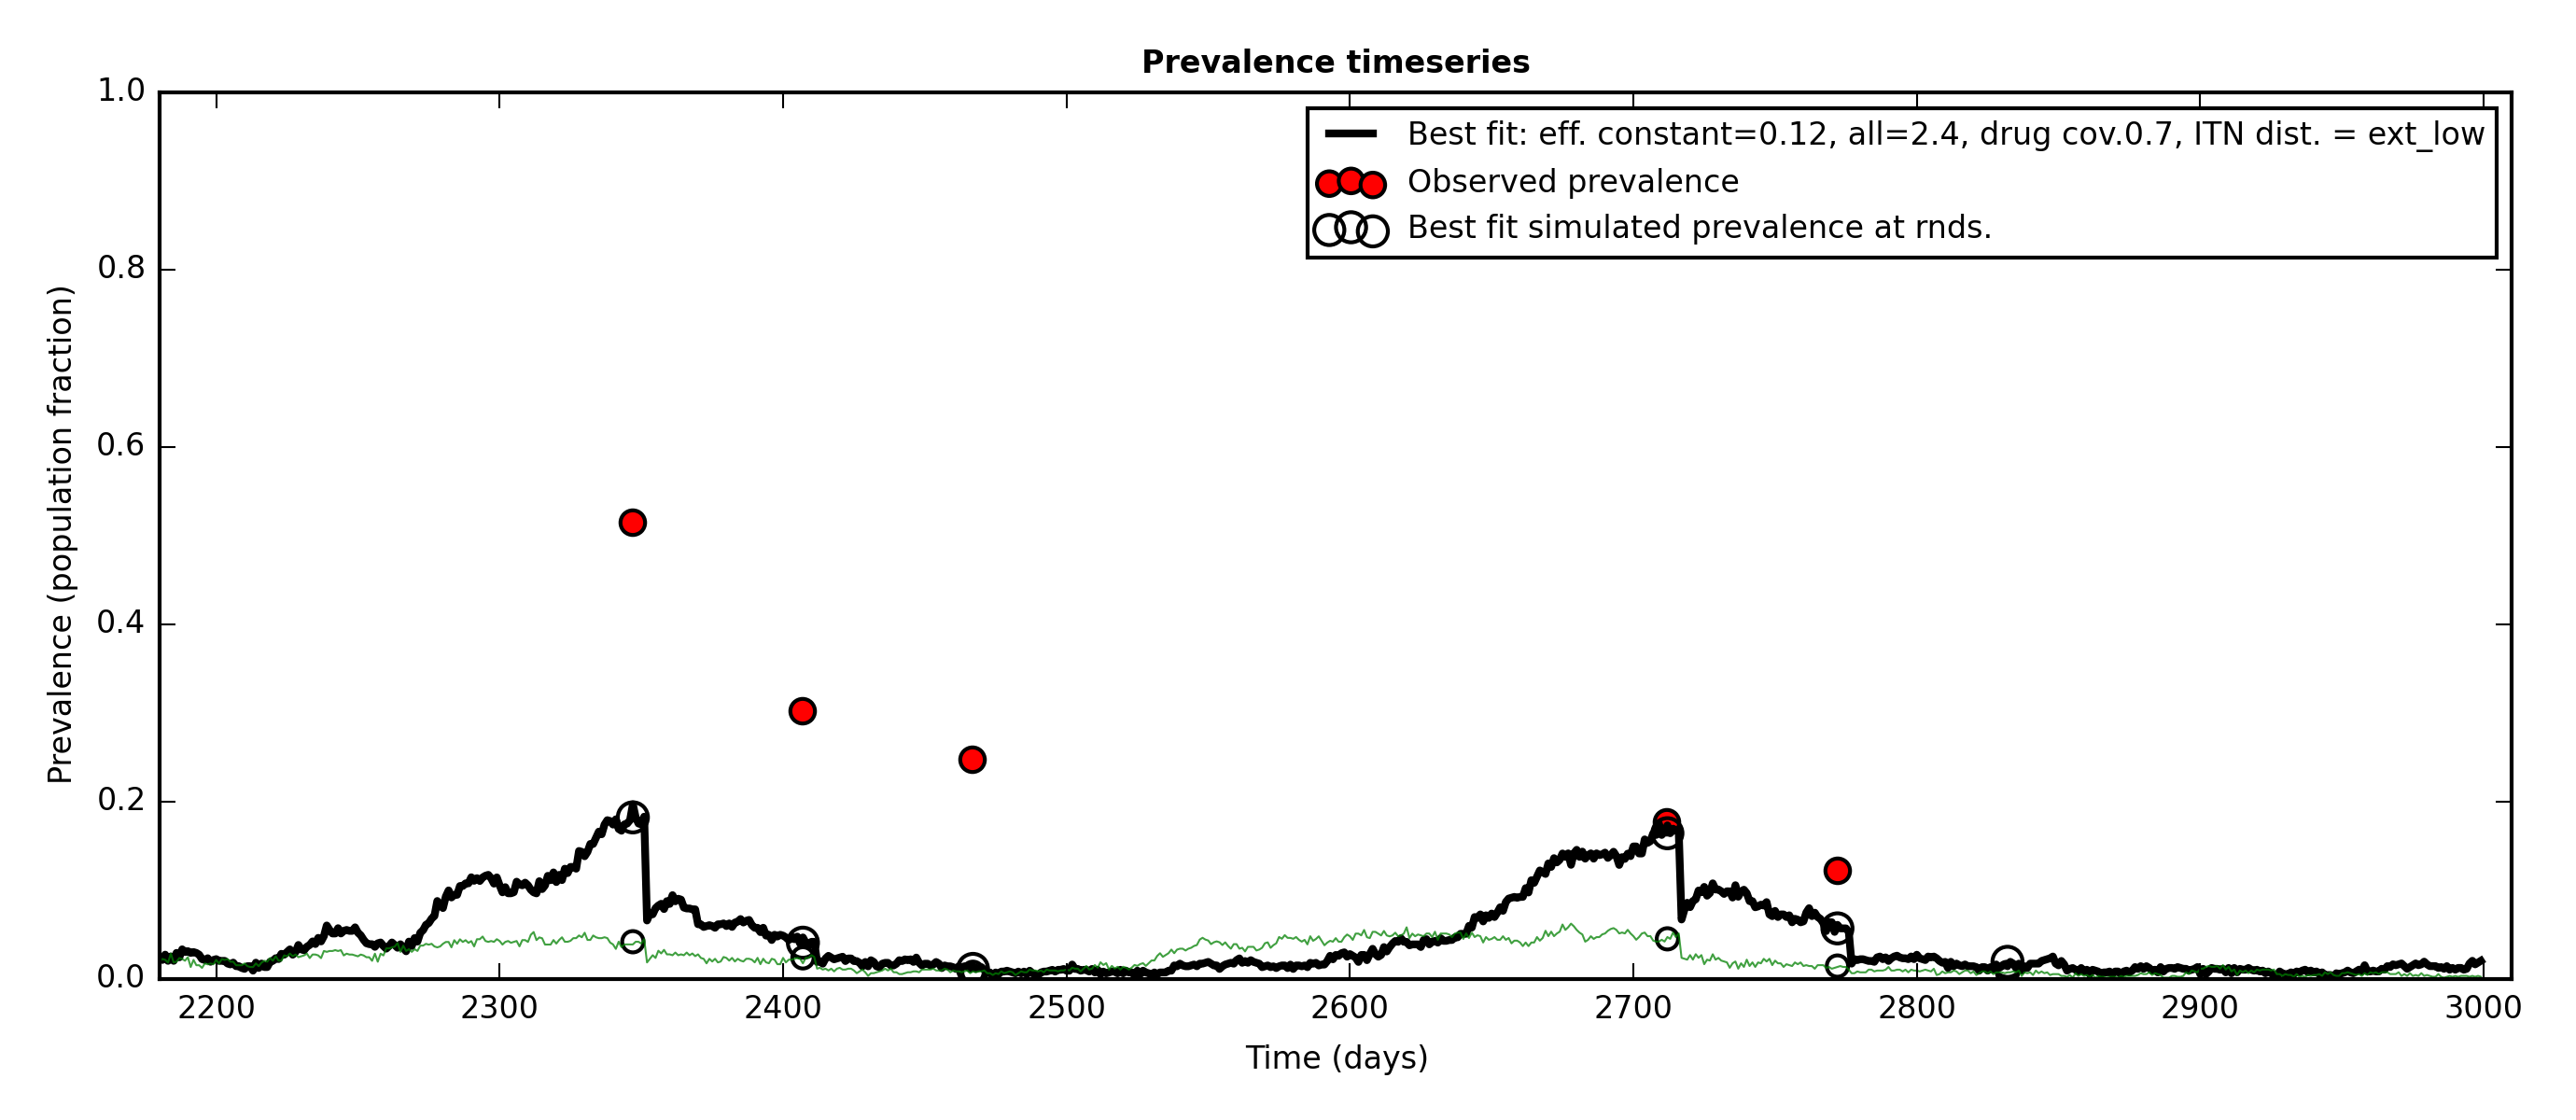 Prevalence timeseries
Best fit: eff. constant=0.12, all=2.4, drug cov.0.7, ITN dist. = ext_low
Observed prevalence
Best fit simulated prevalence at rnds.
Prevalence (population fraction)
1.0
0.8
0.6
0.4
0.2
0.0
2200 2300 2400 2500 2600 2700 2800 2900 3000
Time (days)